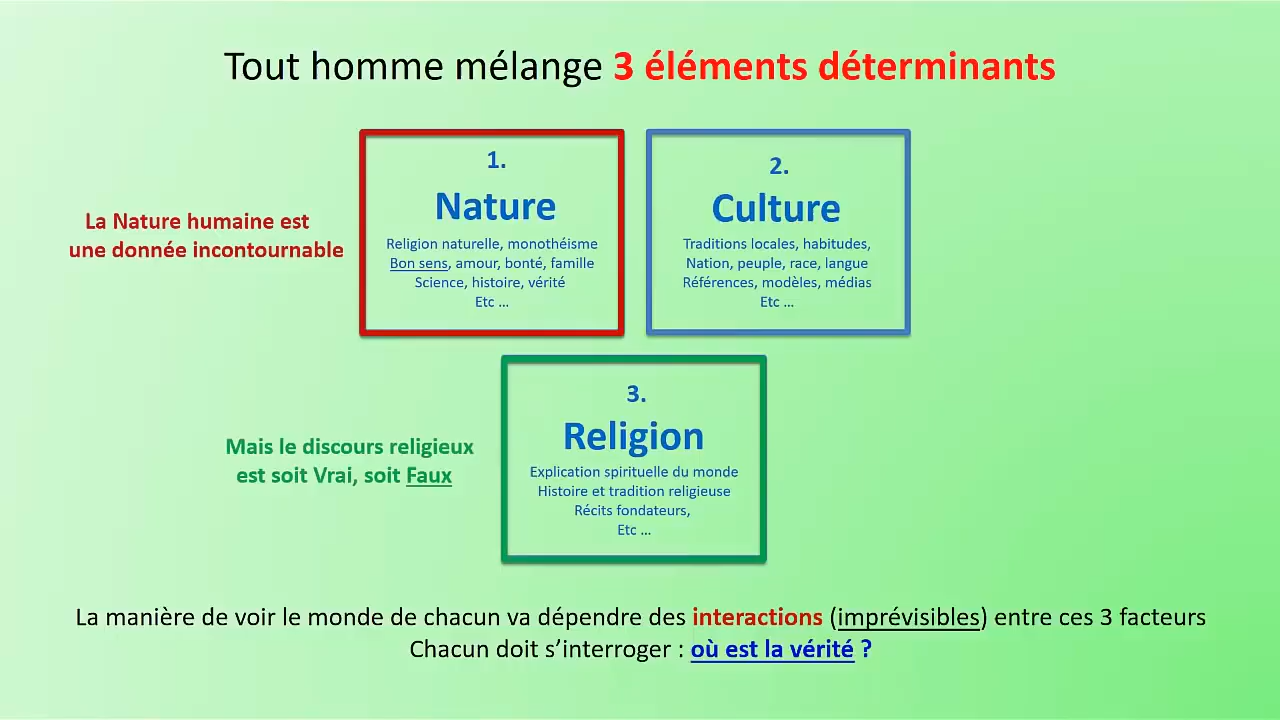 Tout homme mélange 3 éléments déterminants
1.
Nature
Religion naturelle, monothéisme
Bon sens, amour, bonté, famille
Science, histoire, vérité
Etc ...
2.
Culture
Traditions locales, habitudes,
Nation, peuple, race, langue
Références, modèles, médias
Etc ...
La Nature humaine est
une donnée incontournable
3.
Religion
Explication spirituelle du monde
Histoire et tradition religieuse
Récits fondateurs,
Etc ...
Mais le discours religieux
est soit Vrai, soit Faux
La manière de voir le monde de chacun va dépendre des interactions (imprévisibles) entre ces 3 facteurs
Chacun doit s’interroger : où est la vérité ?